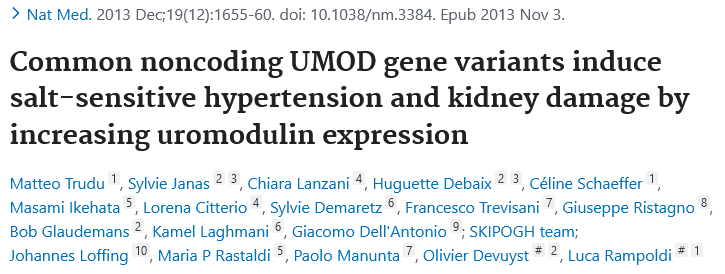 Nat Med. 2013 Dec;19(12):1655-60. doi: 10.1038/nm.3384. Epub 2013 Nov 3.
Common noncoding UMOD gene variants induce
salt-sensitive hypertension and kidney damage by
increasing uromodulin expression
Matteo Trudu 1, Sylvie Janas 2 3, Chiara Lanzani 4, Huguette Debaix 2 3, Céline Schaeffer 1,
Masami Ikehata 5, Lorena Citterio 4, Sylvie Demaretz 6, Francesco Trevisani 7, Giuseppe Ristagno 8,
Bob Glaudemans 2, Kamel Laghmani 6, Giacomo Dell'Antonio 9; SKIPOGH team;
Johannes Loffing 10, Maria P Rastaldi 5, Paolo Manunta 7, Olivier Devuyst # 2, Luca Rampoldi # 1